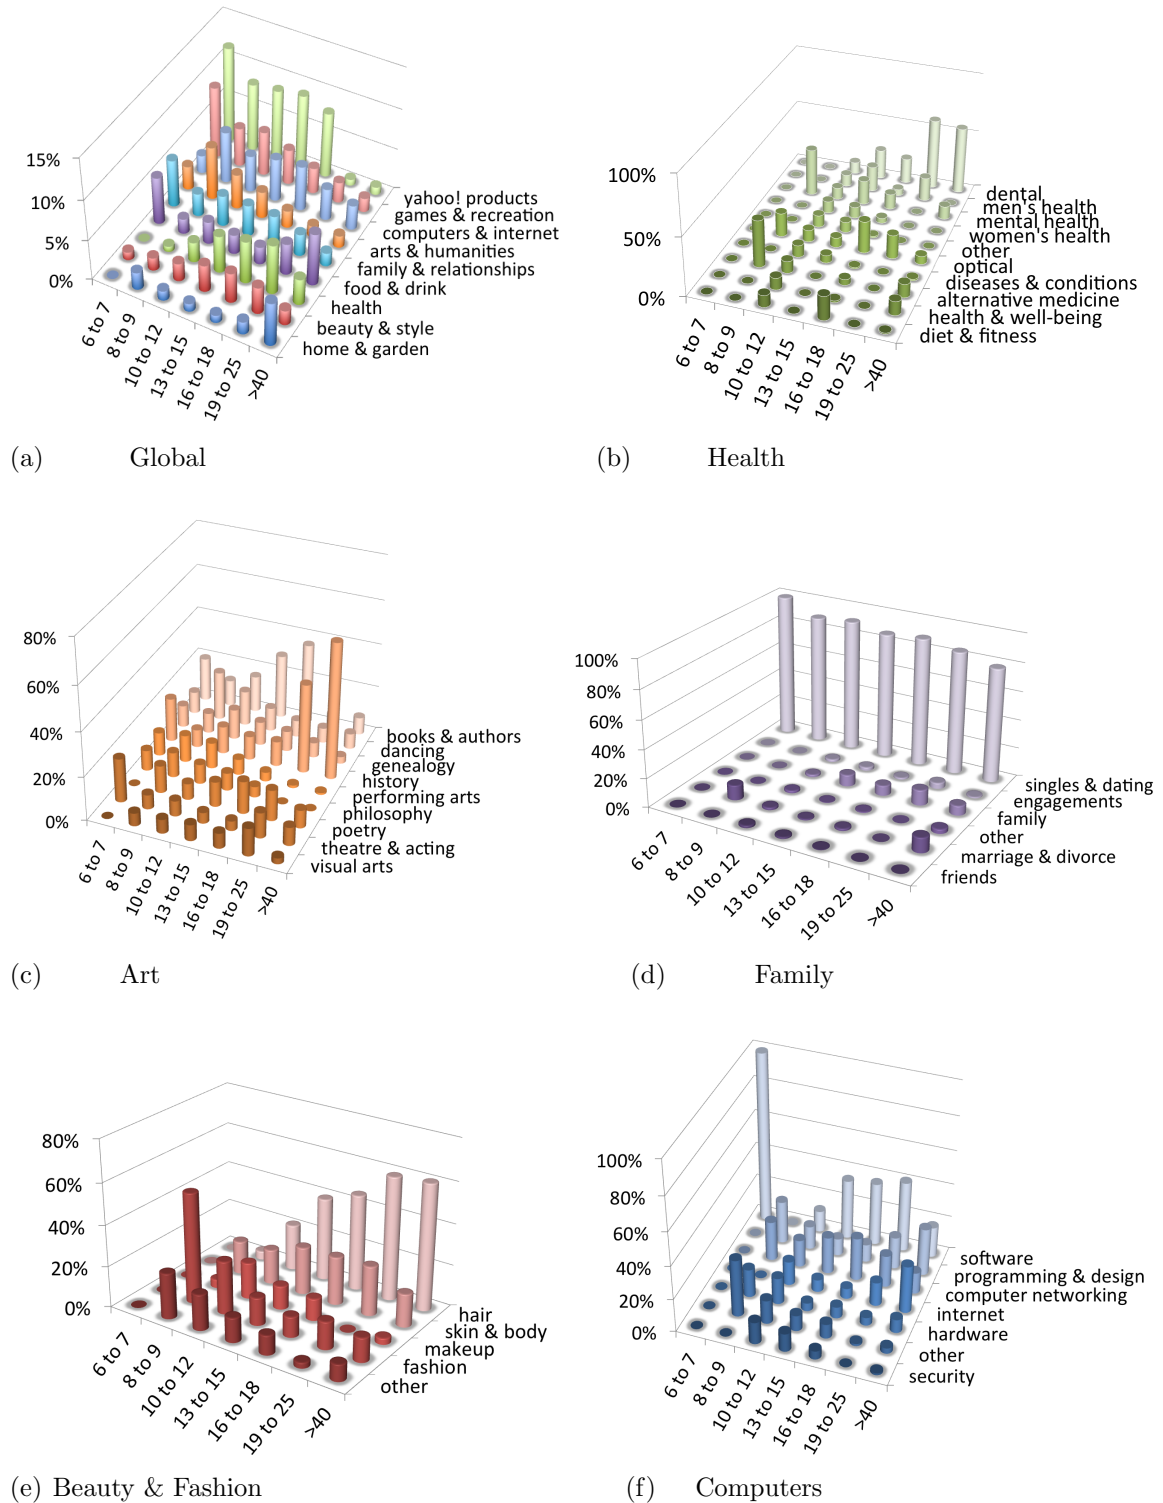 15%
10%
5%
0%
6 to 7
8 to 9
10 to 12
13 to 15
16 to 18
19 to 25
>40
yahoo! products
games & recreation
computers & internet
arts & humanities
family & relationships
food & drink
health
beauty & style
home & garden
(a) Global
100%
50%
0%
6 to 7
8 to 9
10 to 12
13 to 15
16 to 18
19 to 25
>40
dental
men's health
mental health
women's health
other
optical
diseases & conditions
alternative medicine
health & well-being
diet & fitness
(b) Health
80%
60%
40%
20%
0%
6 to 7
8 to 9
10 to 12
13 to 15
16 to 18
19 to 25
>40
books & authors
dancing
genealogy
history
performing arts
philosophy
poetry
theatre & acting
visual arts
(c) Art
100%
80%
60%
40%
20%
0%
6 to 7
8 to 9
10 to 12
13 to 15
16 to 18
19 to 25
>40
singles & dating
engagements
family
other
marriage & divorce
friends
(d) Family
80%
60%
40%
20%
0%
6 to 7
8 to 9
10 to 12
13 to 15
16 to 18
19 to 25
>40
hair
skin & body
makeup
fashion
other
(e) Beauty & Fashion
100%
80%
60%
40%
20%
0%
6 to 7
8 to 9
10 to 12
13 to 15
16 to 18
19 to 25
>40
software
programming & design
computer networking
internet
hardware
other
security
(f) Computers